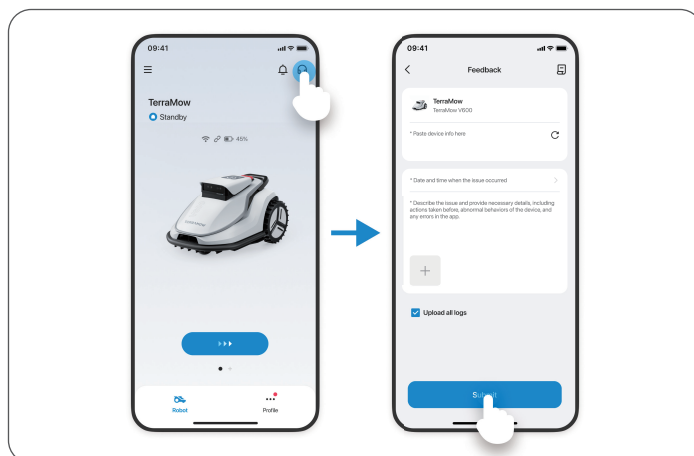 09:41
TerraMow
Standby
45%
Robot
Profile
09:41
Feedback
TerraMow
TerraMow V600
* Paste device info here
* Date and time when the issue occurred
* Describe the issue and provide necessary details, including
actions taken before, abnormal behaviors of the device, and
any errors in the app.
Upload all logs
Submit